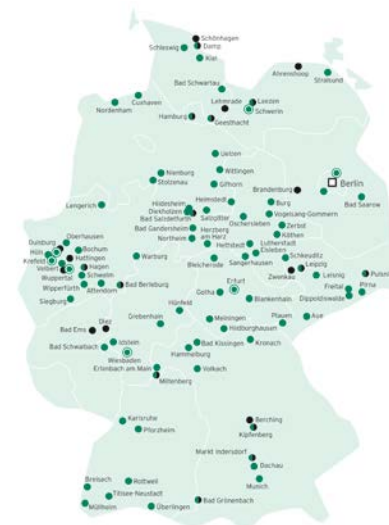 Schönhagen
Damp
Schleswig
Kiel
Ahrenshoop
Stralsund
Bad Schwartau
Cuxhaven
Nordenham
Lehmrade
Leezen
Schwerin
Hamburg
Geesthacht
Uelzen
Wittingen
Nienburg
Stolzenau
Gifhorn
Berlin
Brandenburg
Bad Saarow
Lengerich
Hildesheim
Helmstedt
Burg
Diekholzen
Bad Salzdetfurth
Salzgitter
Vogelsang-Gommern
Oschersleben
Zerbst
Bad Gandersheim
Herzberg
am Harz
Köthen
Northeim
Hettstedt
Lutherstadt
Eisleben
Duisburg
Oberhausen
Bochum
Hüls
Hattingen
Krefeld
Velbert
Hagen
Warburg
Bleicherode
Sangerhausen
Schkeuditz
Leipzig
Wuppertal
Schwelm
Zwenkau
Leisnig
Pulsnitz
Wipperfürth
Attendorn
Bad Berleburg
Erfurt
Gotha
Blankenhain
Freital
Pirna
Dippoldiswalde
Siegburg
Hünfeld
Meiningen
Plauen
Aue
Grebenhain
Hildburghausen
Bad Ems
Diez
Idstein
Bad Schwalbach
Bad Kissingen
Kronach
Wiesbaden
Hammelburg
Erlenbach am Main
Volkach
Miltenberg
Karlsruhe
Pforzheim
Berching
Kipfenberg
Markt Indersdorf
Dachau
Munich
Breisach
Rottweil
Titisee-Neustadt
Müllheim
Überlingen
Bad Grönenbach